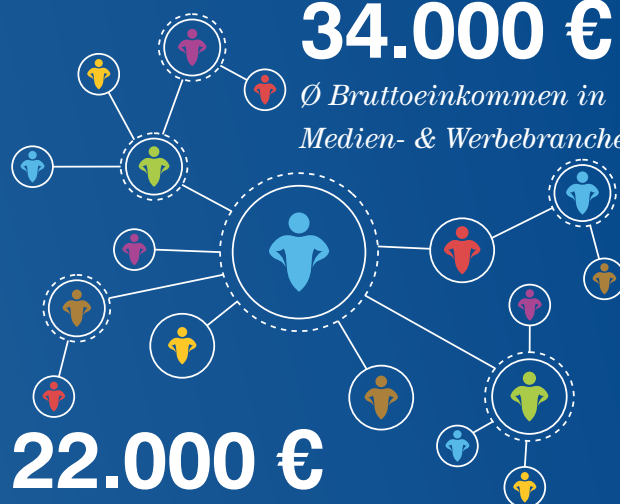 34.000 €
Ø Bruttoeinkommen in
Medien- & Werbebranche
22.000 €